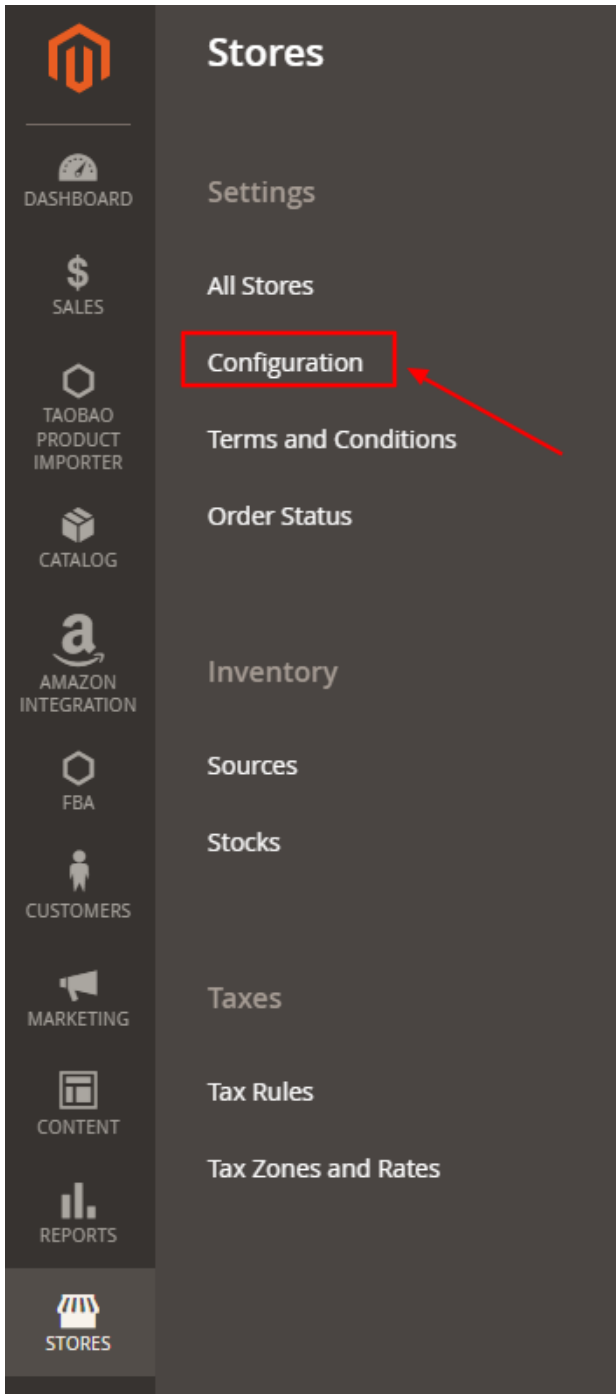 Stores
DASHBOARD
SALES
TAOBAO
PRODUCT
IMPORTER
CATALOG
AMAZON
INTEGRATION
FBA
CUSTOMERS
MARKETING
CONTENT
REPORTS
STORES
Settings
All Stores
Configuration
Terms and Conditions
Order Status
Inventory
Sources
Stocks
Taxes
Tax Rules
Tax Zones and Rates